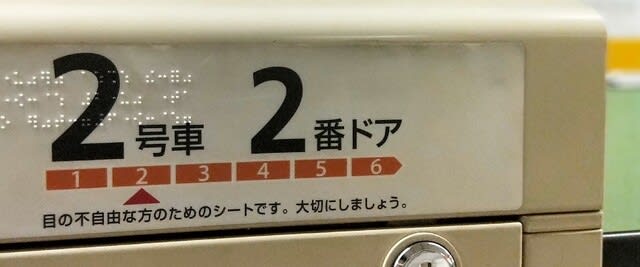 2号車 2番ドア
1 2 3 4 5 6
目の不自由な方のためのシートです。大切にしましょう。